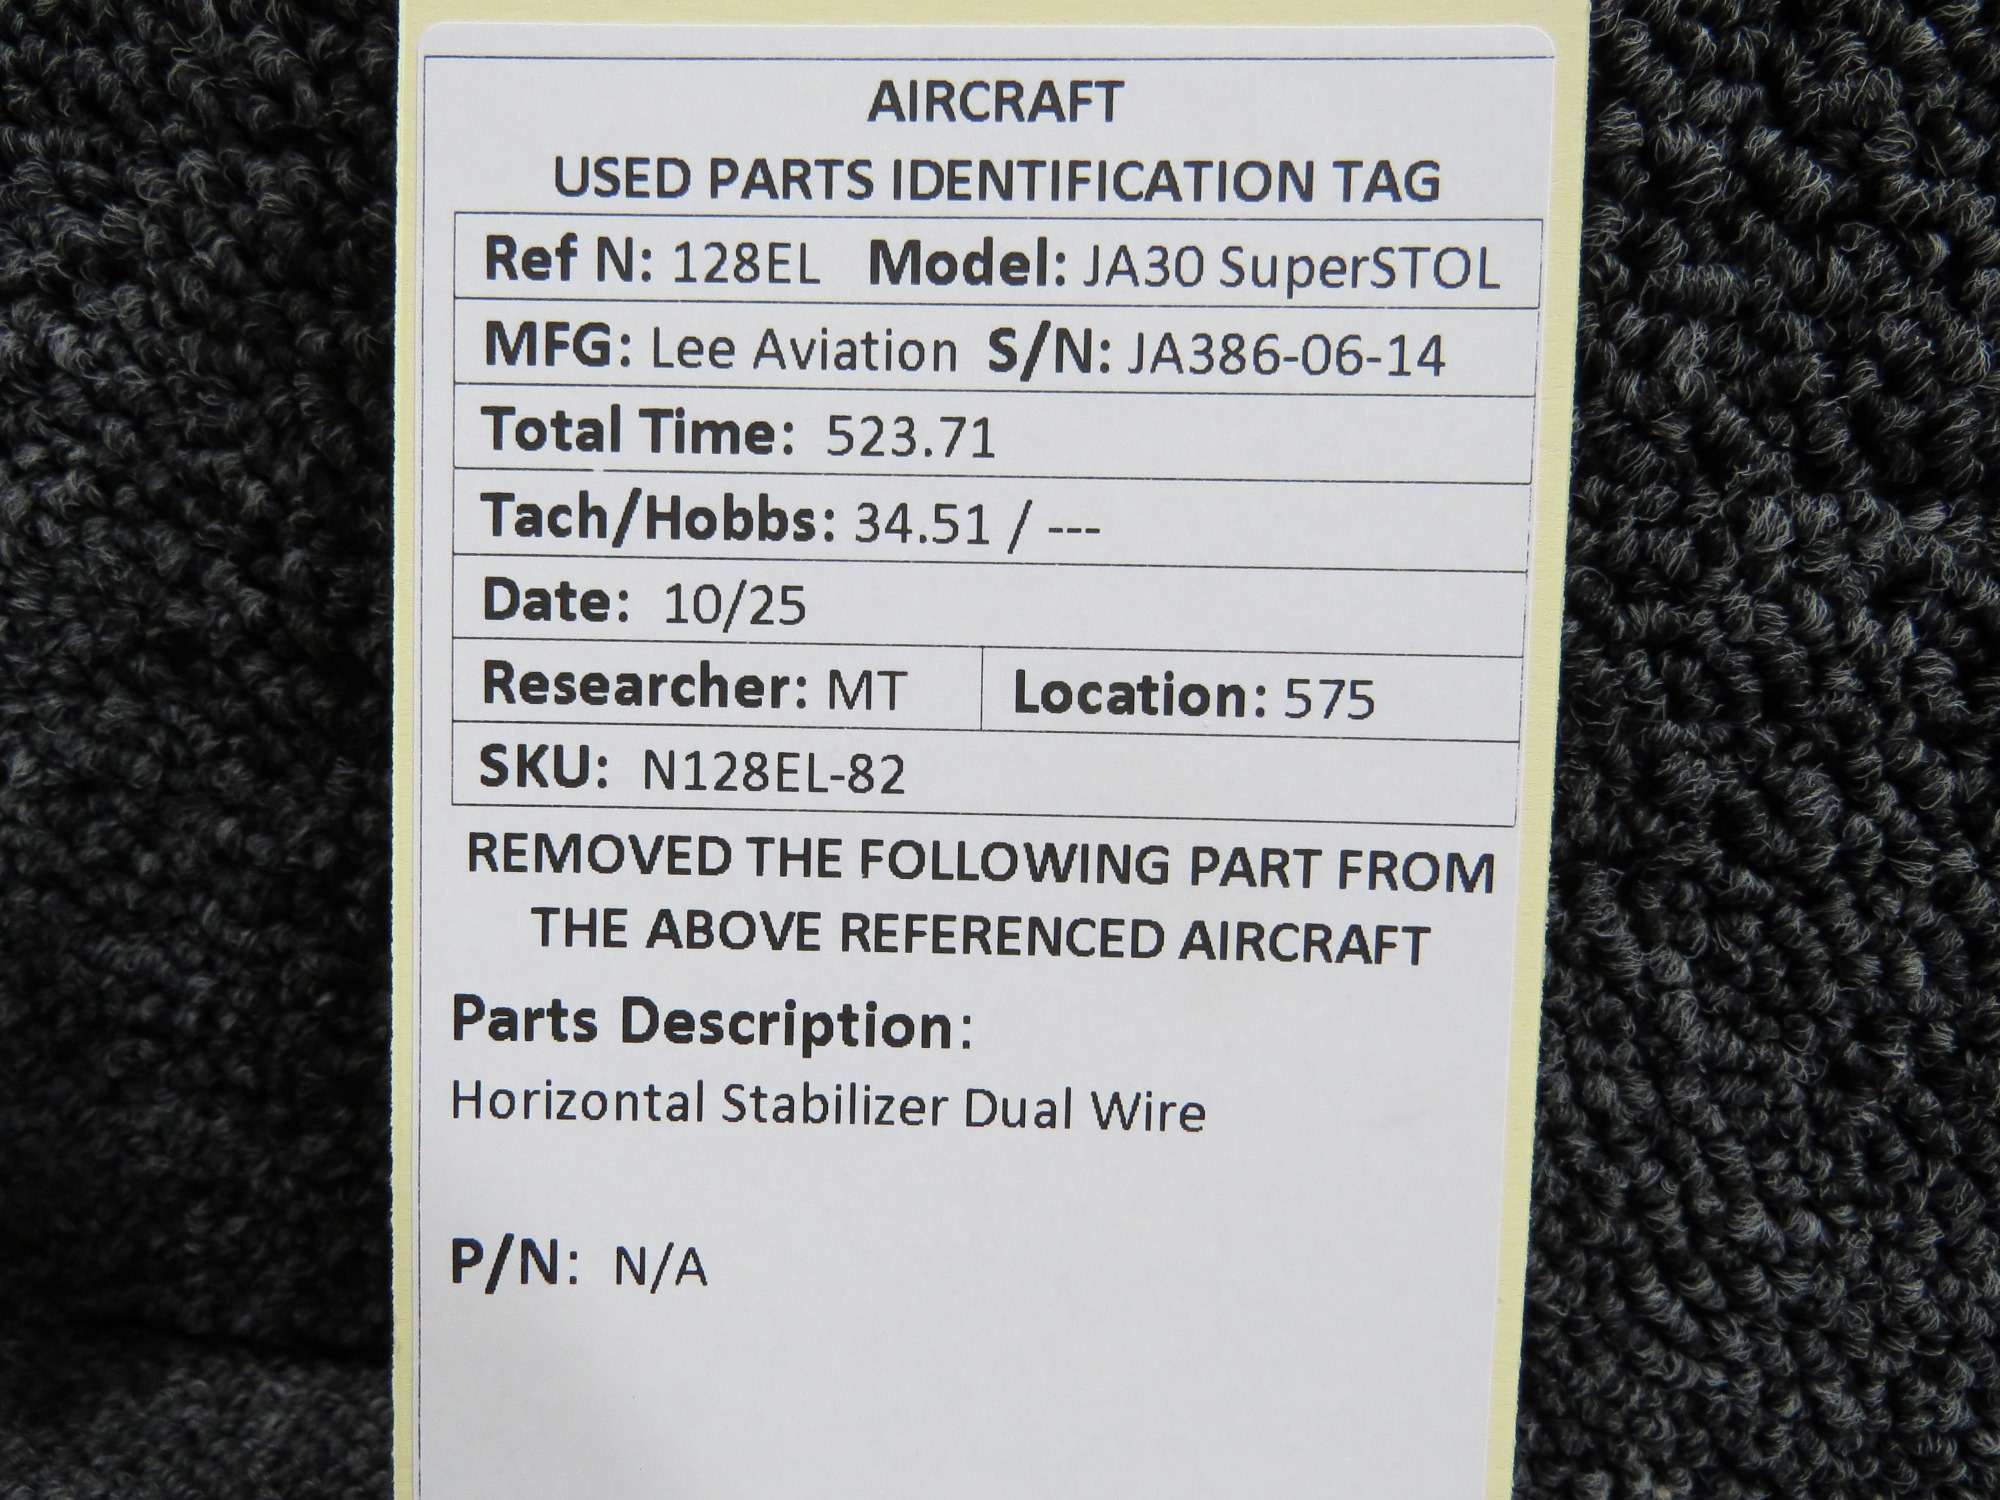 AIRCRAFT
USED PARTS IDENTIFICATION TAG
Ref N: 128EL Model: JA30 SuperSTOL
MFG: Lee Aviation S/N: JA386-06-14
Total Time: 523.71
Tach/Hobbs: 34.51 / ---
Date: 10/25
Researcher: MT Location: 575
SKU: N128EL-82
REMOVED THE FOLLOWING PART FROM
THE ABOVE REFERENCED AIRCRAFT
Parts Description:
Horizontal Stabilizer Dual Wire
P/N: N/A